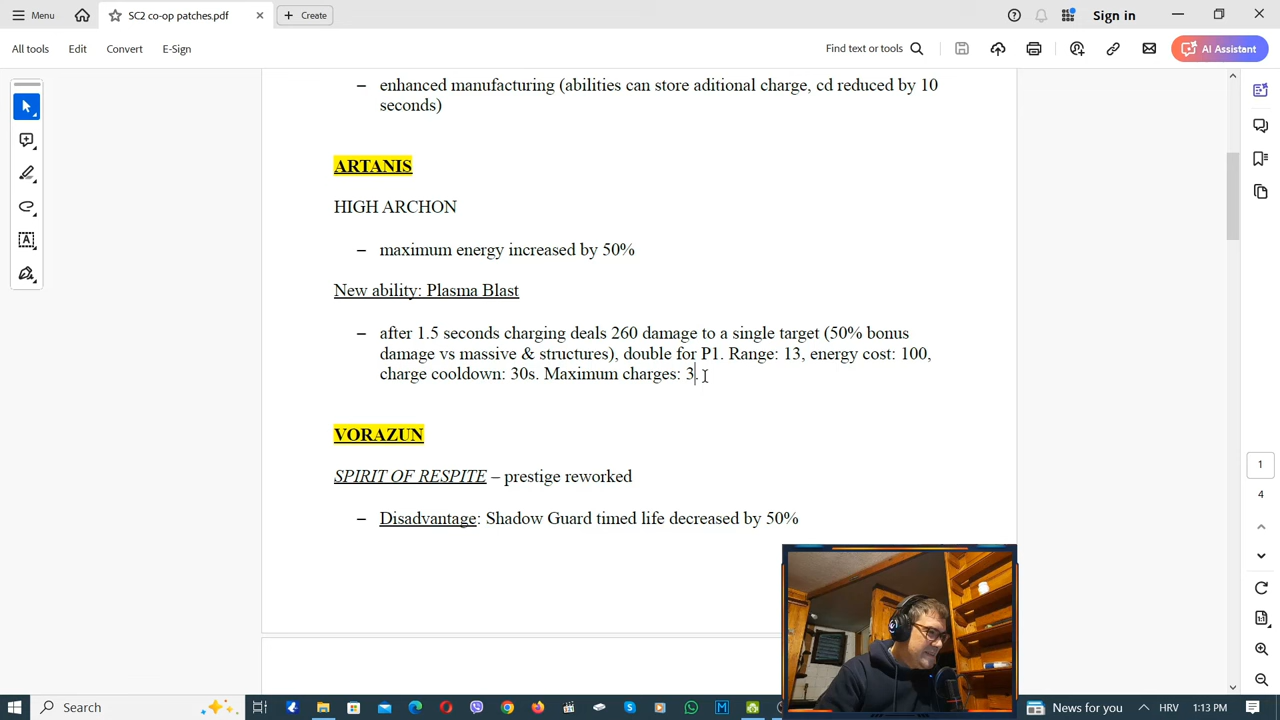 Menu
SC2 co-op patches.pdf
Create
Sign in
All tools
Edit
Convert
E-Sign
Find text or tools
AI Assistant
– enhanced manufacturing (abilities can store aditional charge, cd reduced by 10
seconds)
ARTANIS
HIGH ARCHON
– maximum energy increased by 50%
New ability: Plasma Blast
– after 1.5 seconds charging deals 260 damage to a single target (50% bonus
damage vs massive & structures), double for P1. Range: 13, energy cost: 100,
charge cooldown: 30s. Maximum charges: 3.
VORAZUN
SPIRIT OF RESPITE – prestige reworked
– Disadvantage: Shadow Guard timed life decreased by 50%
1
4
Search
News for you
HRV
1:13 PM